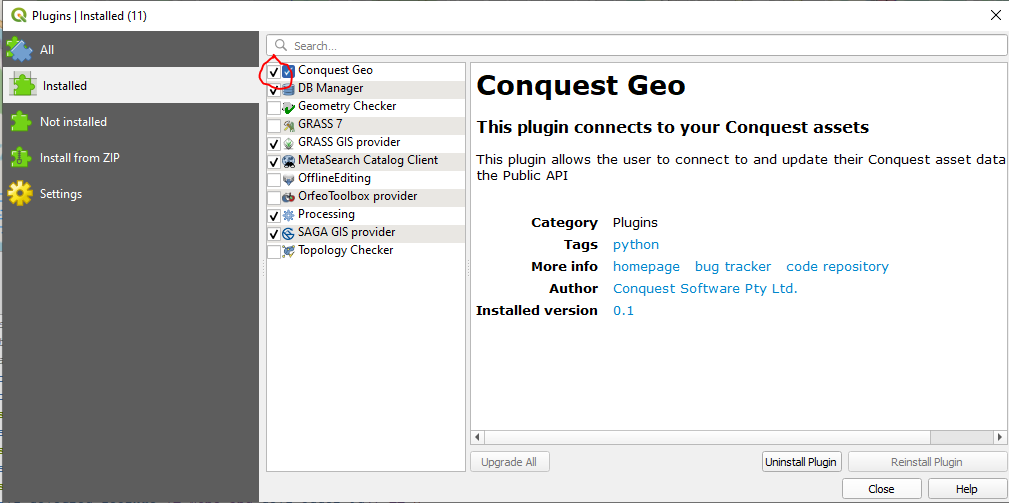 Plugins | Installed (11)
All
Installed
Not installed
Install from ZIP
Settings
Search...
Conquest Geo
DB Manager
Geometry Checker
GRASS 7
GRASS GIS provider
MetaSearch Catalog Client
OfflineEditing
OrfeoToolbox provider
Processing
SAGA GIS provider
Topology Checker
Conquest Geo
This plugin connects to your Conquest assets
This plugin allows the user to connect to and update their Conquest asset data
the Public API
Category Plugins
Tags python
More info homepage bug tracker code repository
Author Conquest Software Pty Ltd.
Installed version 0.1
Upgrade All Uninstall Plugin Reinstall Plugin
Close Help